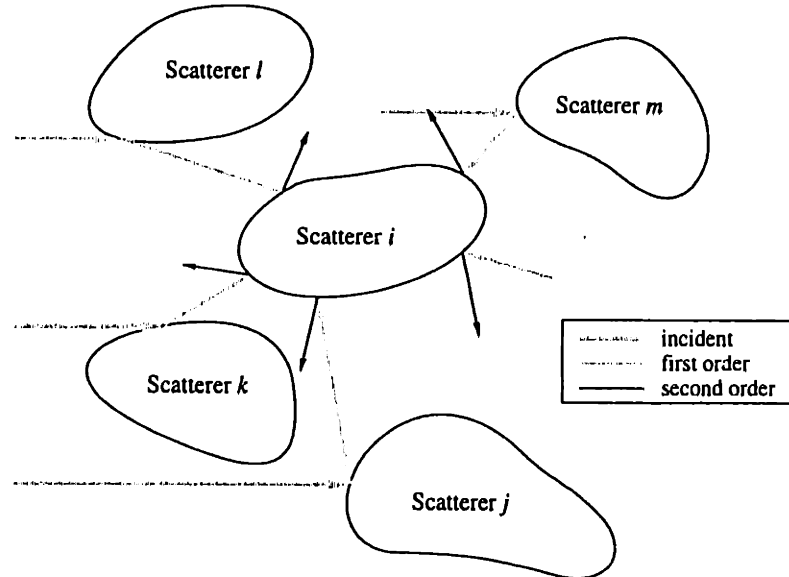 Scatterer l
Scatterer m
Scatterer i
Scatterer k
Scatterer j
incident
first order
second order